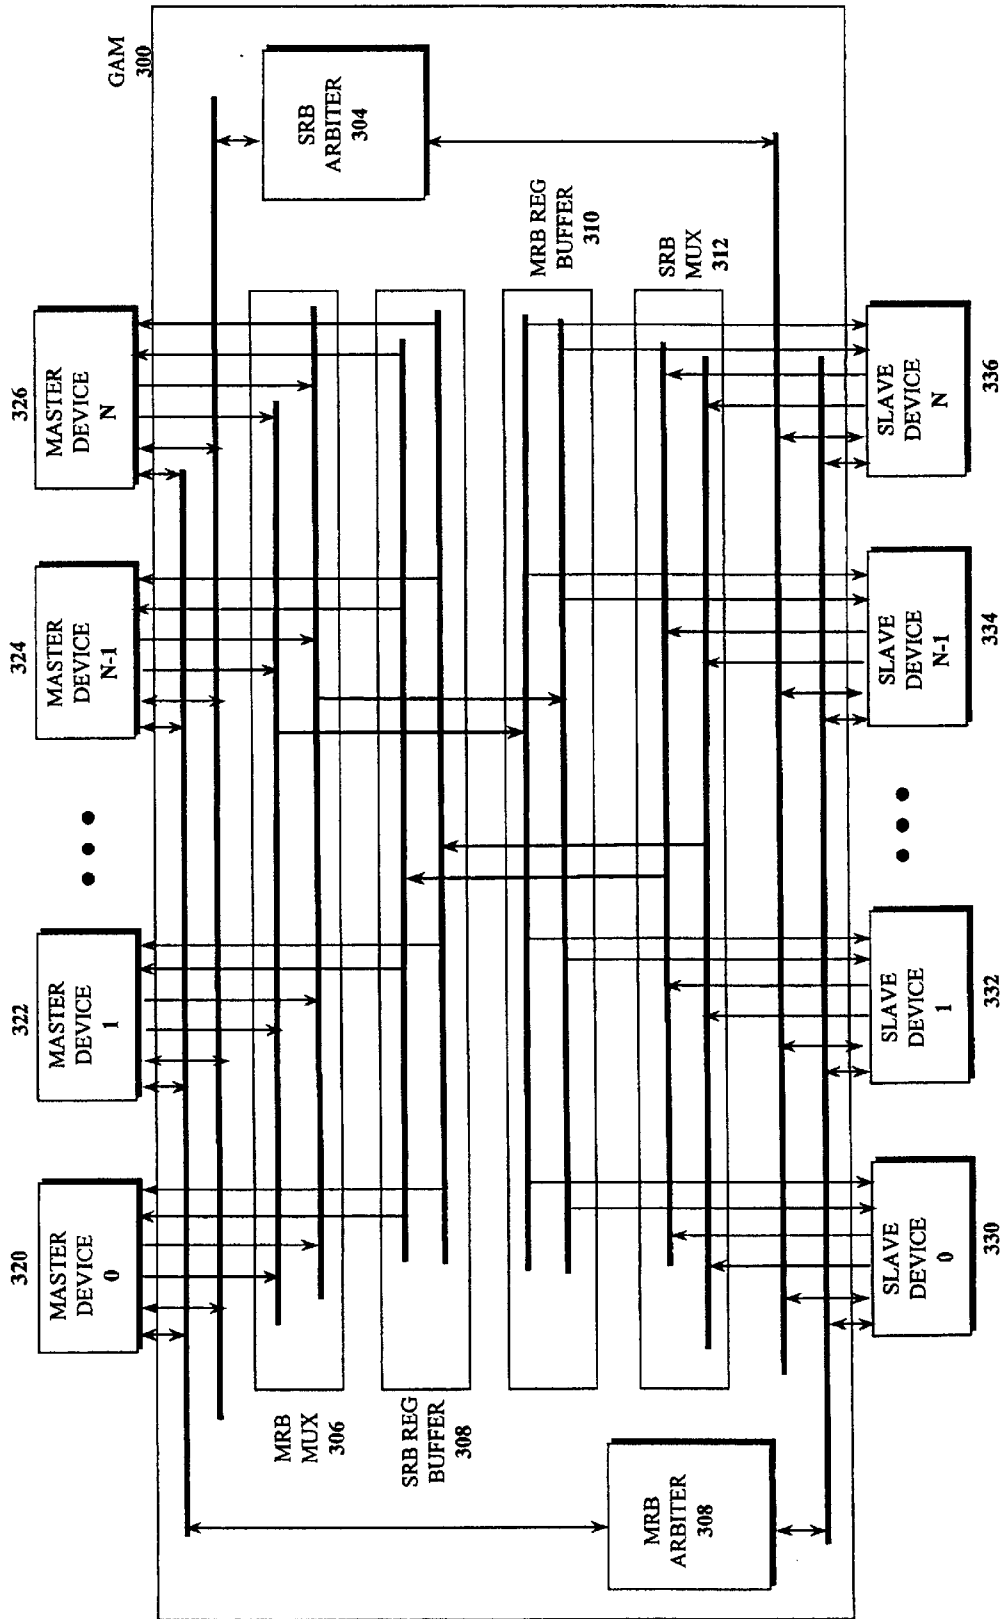 320
MASTER
DEVICE
0
322
MASTER
DEVICE
1
324
MASTER
DEVICE
N-1
326
MASTER
DEVICE
N
GAM
300
MRB
MUX
306
SRB REG
BUFFER
308
MRB
ARBITER
308
SRB
ARBITER
304
MRB REG
BUFFER
310
SRB
MUX
312
SLAVE
DEVICE
0
330
SLAVE
DEVICE
1
332
SLAVE
DEVICE
N-1
334
SLAVE
DEVICE
N
336